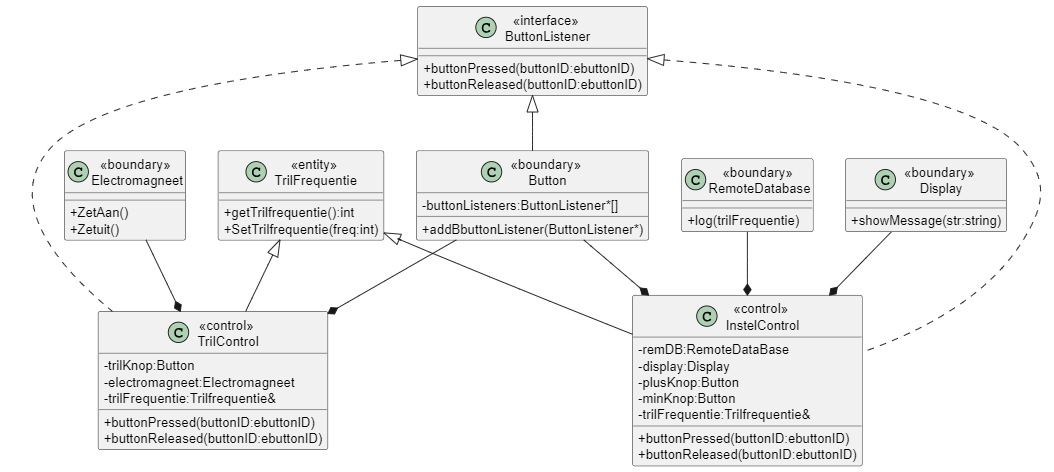 C
«interface»
ButtonListener
+buttonPressed(buttonID:ebuttonID)
+buttonReleased(buttonID:ebuttonID)
C
«boundary»
Electromagneet
+ZetAan()
+Zetuit()
C
«entity»
TrilFrequentie
+getTrilfrequentie():int
+SetTrilfrequentie(freq:int)
C
«boundary»
Button
-buttonListeners:ButtonListener*[]
+addBbuttonListener(ButtonListener*)
C
«boundary»
RemoteDatabase
+log(trilFrequentie)
C
«boundary»
Display
+showMessage(str:string)
C
«control»
TrilControl
-trilKnop:Button
-electromagneet:Electromagneet
-trilFrequentie:Trilfrequentie&
+buttonPressed(buttonID:ebuttonID)
+buttonReleased(buttonID:ebuttonID)
C
«control»
InstelControl
-remDB:RemoteDataBase
-display:Display
-plusKnop:Button
-minKnop:Button
-trilFrequentie:Trilfrequentie&
+buttonPressed(buttonID:ebuttonID)
+buttonReleased(buttonID:ebuttonID)